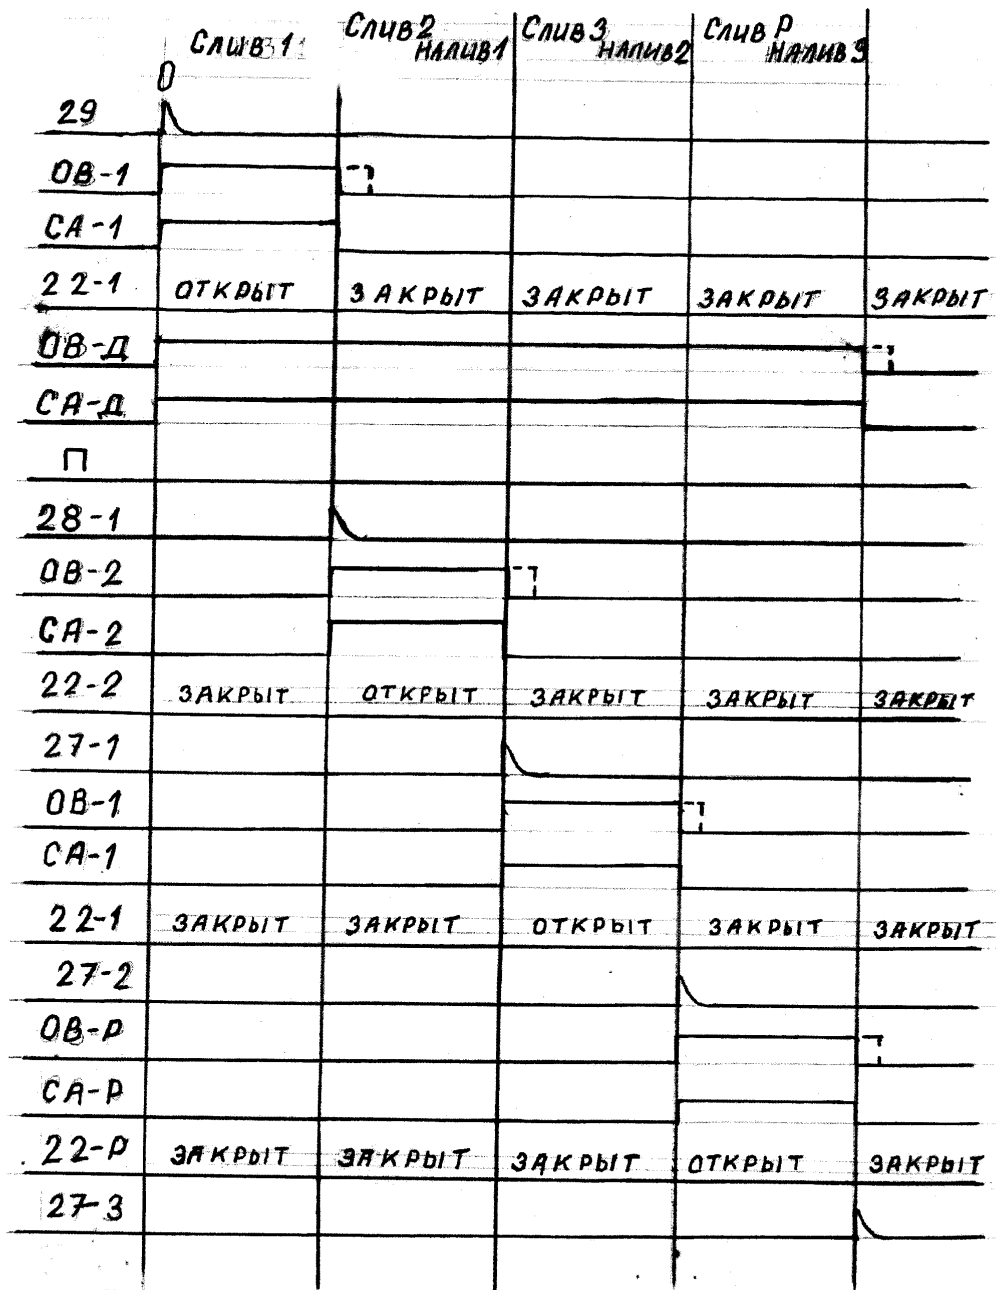 Слив 1
Слив 2
налив 1
Слив 3
налив 2
Слив Р
налив 3
0
29
ОВ-1
СА-1
22-1 ОТКРЫТ ЗАКРЫТ ЗАКРЫТ ЗАКРЫТ ЗАКРЫТ
ОВ-Д
СА-Д
П
28-1
ОВ-2
СА-2
22-2 ЗАКРЫТ ОТКРЫТ ЗАКРЫТ ЗАКРЫТ ЗАКРЫТ
27-1
ОВ-1
СА-1
22-1 ЗАКРЫТ ЗАКРЫТ ОТКРЫТ ЗАКРЫТ ЗАКРЫТ
27-2
ОВ-Р
СА-Р
22-Р ЗАКРЫТ ЗАКРЫТ ЗАКРЫТ ОТКРЫТ ЗАКРЫТ
27-3